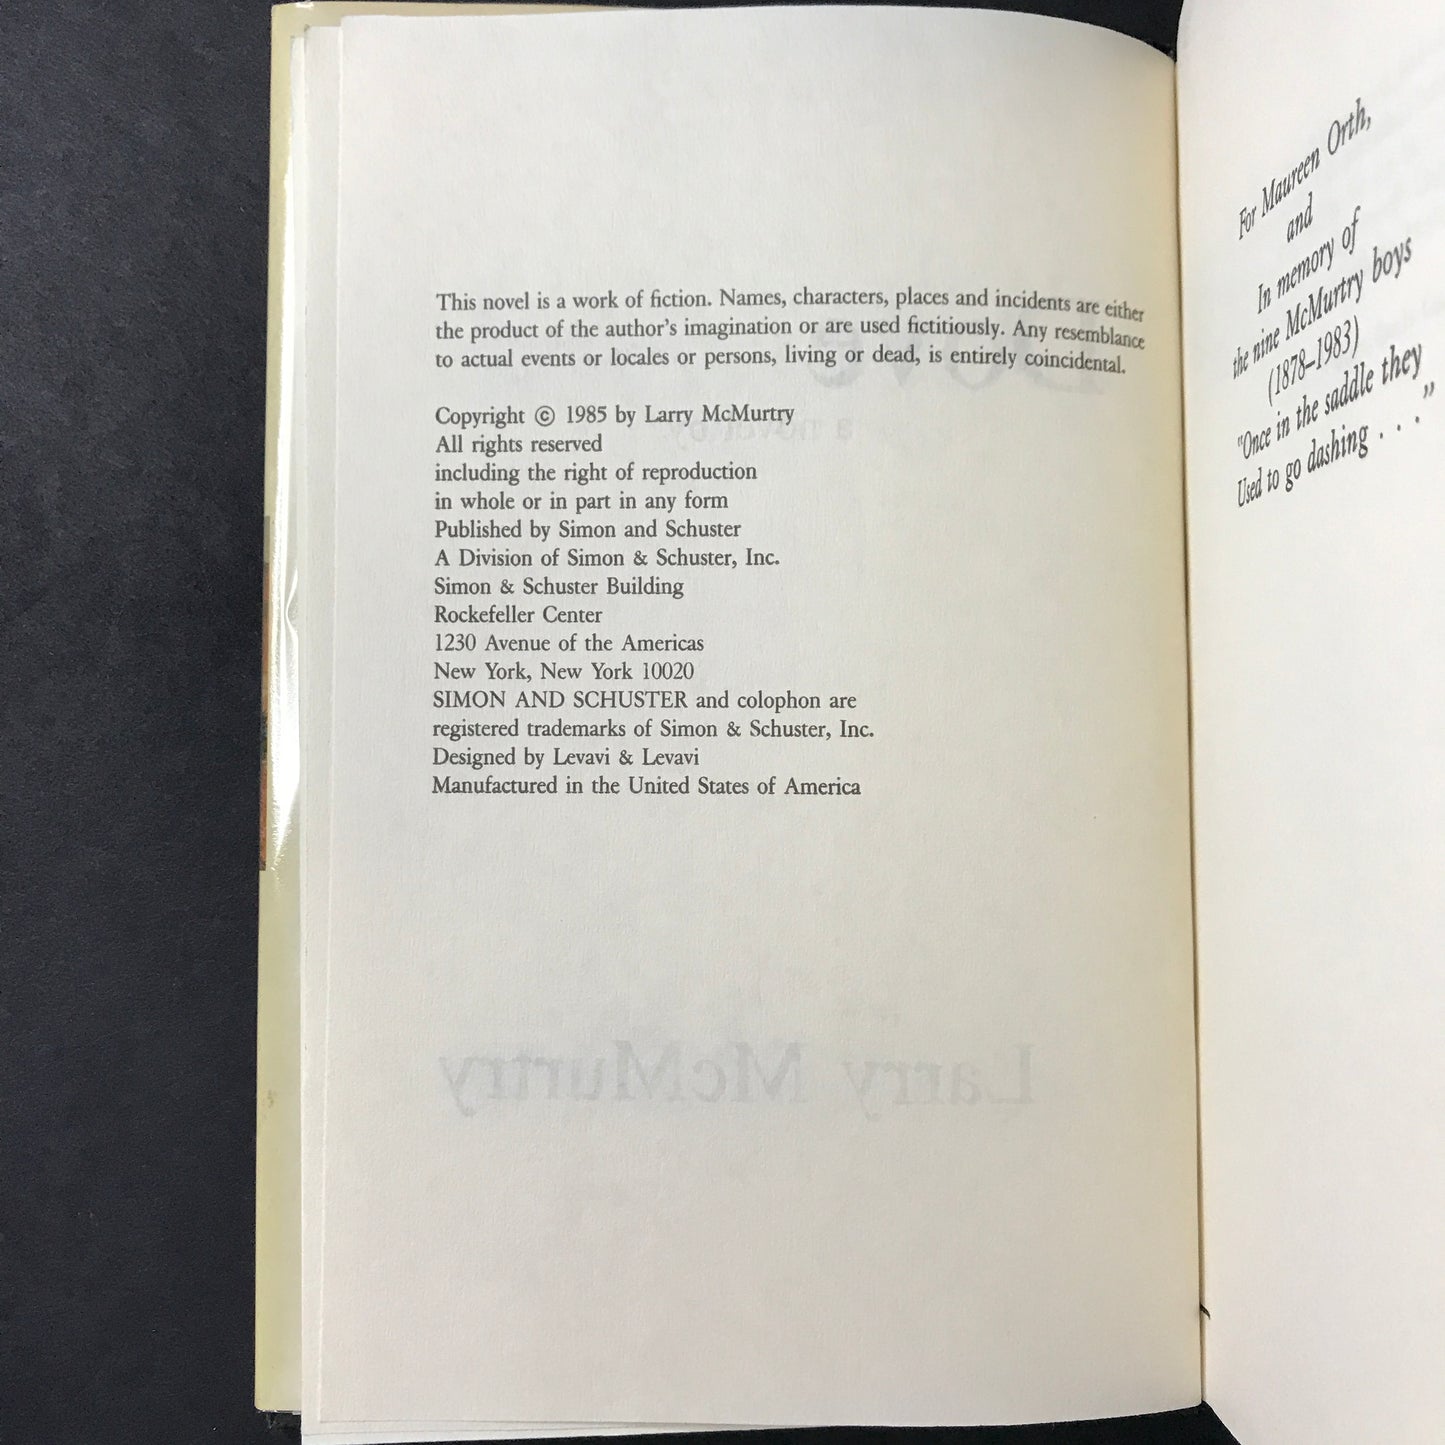 This novel is a work of fiction. Names, characters, places and incidents are either
the product of the author's imagination or are used fictitiously. Any resemblance
to actual events or locales or persons, living or dead, is entirely coincidental.
Copyright © 1985 by Larry McMurtry
All rights reserved
including the right of reproduction
in whole or in part in any form
Published by Simon and Schuster
A Division of Simon & Schuster, Inc.
Simon & Schuster Building
Rockefeller Center
1230 Avenue of the Americas
New York, New York 10020
SIMON AND SCHUSTER and colophon are
registered trademarks of Simon & Schuster, Inc.
Designed by Levavi & Levavi
Manufactured in the United States of America
Larry McMurtry
For Maureen Orth,
and
In memory of
the nine McMurtry boys
(1878–1983)
"Once in the saddle they
Used to go dashing . . ."